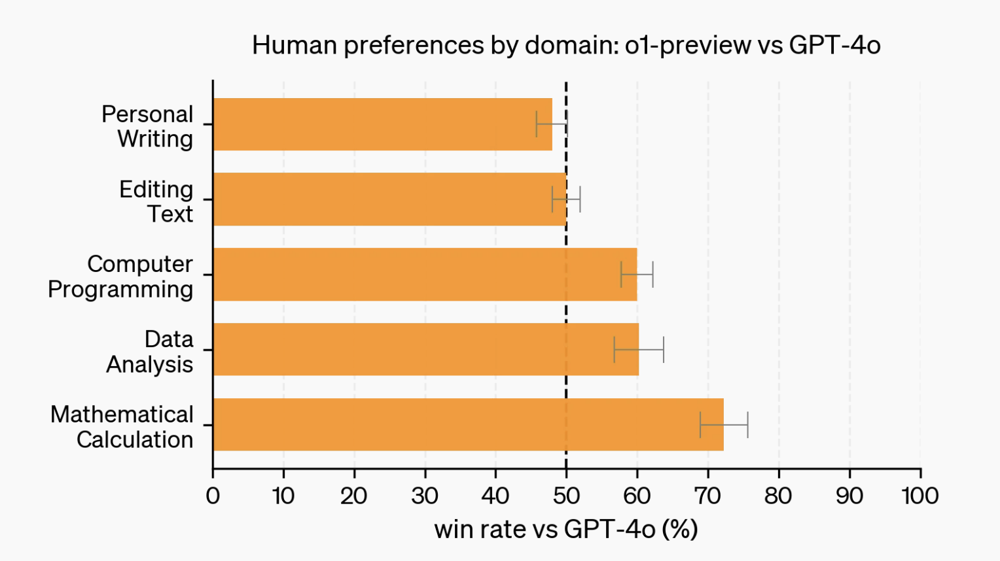 Human preferences by domain: o1-preview vs GPT-4o
Personal
Writing
Editing
Text
Computer
Programming
Data
Analysis
Mathematical
Calculation
0 10 20 30 40 50 60 70 80 90 100
win rate vs GPT-4o (%)